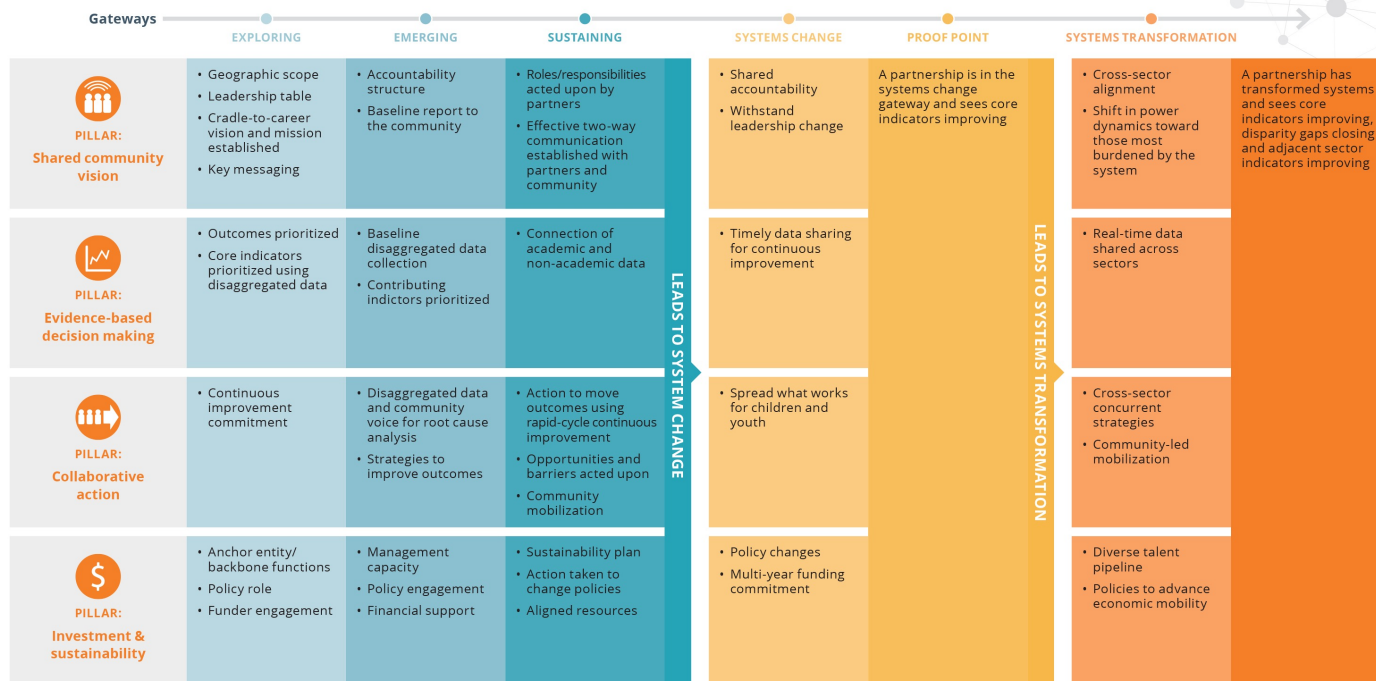 Gateways
EXPLORING
EMERGING
SUSTAINING
SYSTEMS CHANGE
PROOF POINT
SYSTEMS TRANSFORMATION
PILLAR:
Shared community
vision
• Geographic scope
• Leadership table
• Cradle-to-career
vision and mission
established
• Key messaging
• Accountability
structure
• Baseline report to
the community
• Roles/responsibilities
acted upon by
partners
• Effective two-way
communication
established with
partners and
community
• Shared
accountability
• Withstand
leadership change
A partnership is in the
systems change
gateway and sees core
indicators improving
• Cross-sector
alignment
• Shift in power
dynamics toward
those most
burdened by the
system
A partnership has
transformed systems
and sees core
indicators improving,
disparity gaps closing
and adjacent sector
indicators improving
PILLAR:
Evidence-based
decision making
• Outcomes prioritized
• Core indicators
prioritized using
disaggregated data
• Baseline
disaggregated data
collection
• Contributing
indictors prioritized
• Connection of
academic and
non-academic data
LEADS TO SYSTEM CHANGE
• Timely data sharing
for continuous
improvement
LEADS TO SYSTEMS TRANSFORMATION
• Real-time data
shared across
sectors
PILLAR:
Collaborative
action
• Continuous
improvement
commitment
• Disaggregated data
and community
voice for root cause
analysis
• Strategies to
improve outcomes
• Action to move
outcomes using
rapid-cycle continuous
improvement
• Opportunities and
barriers acted upon
• Community
mobilization
• Spread what works
for children and
youth
• Cross-sector
concurrent
strategies
• Community-led
mobilization
$
PILLAR:
Investment &
sustainability
• Anchor entity/
backbone functions
• Policy role
• Funder engagement
• Management
capacity
• Policy engagement
• Financial support
• Sustainability plan
• Action taken to
change policies
• Aligned resources
• Policy changes
• Multi-year funding
commitment
• Diverse talent
pipeline
• Policies to advance
economic mobility